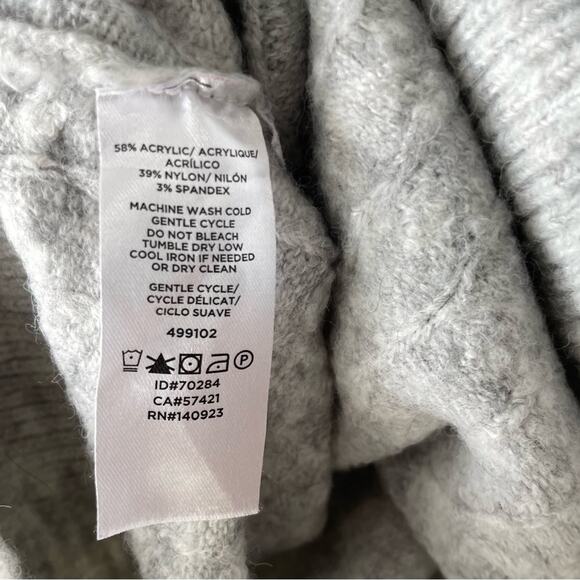 58% ACRYLIC/ ACRYLIQUE/
ACRÍLICO
39% NYLON/ NILÓN
3% SPANDEX
MACHINE WASH COLD
GENTLE CYCLE
DO NOT BLEACH
TUMBLE DRY LOW
COOL IRON IF NEEDED
OR DRY CLEAN
GENTLE CYCLE/
CYCLE DÉLICAT/
CICLO SUAVE
499102
P
ID#70284
CA#57421
RN#140923